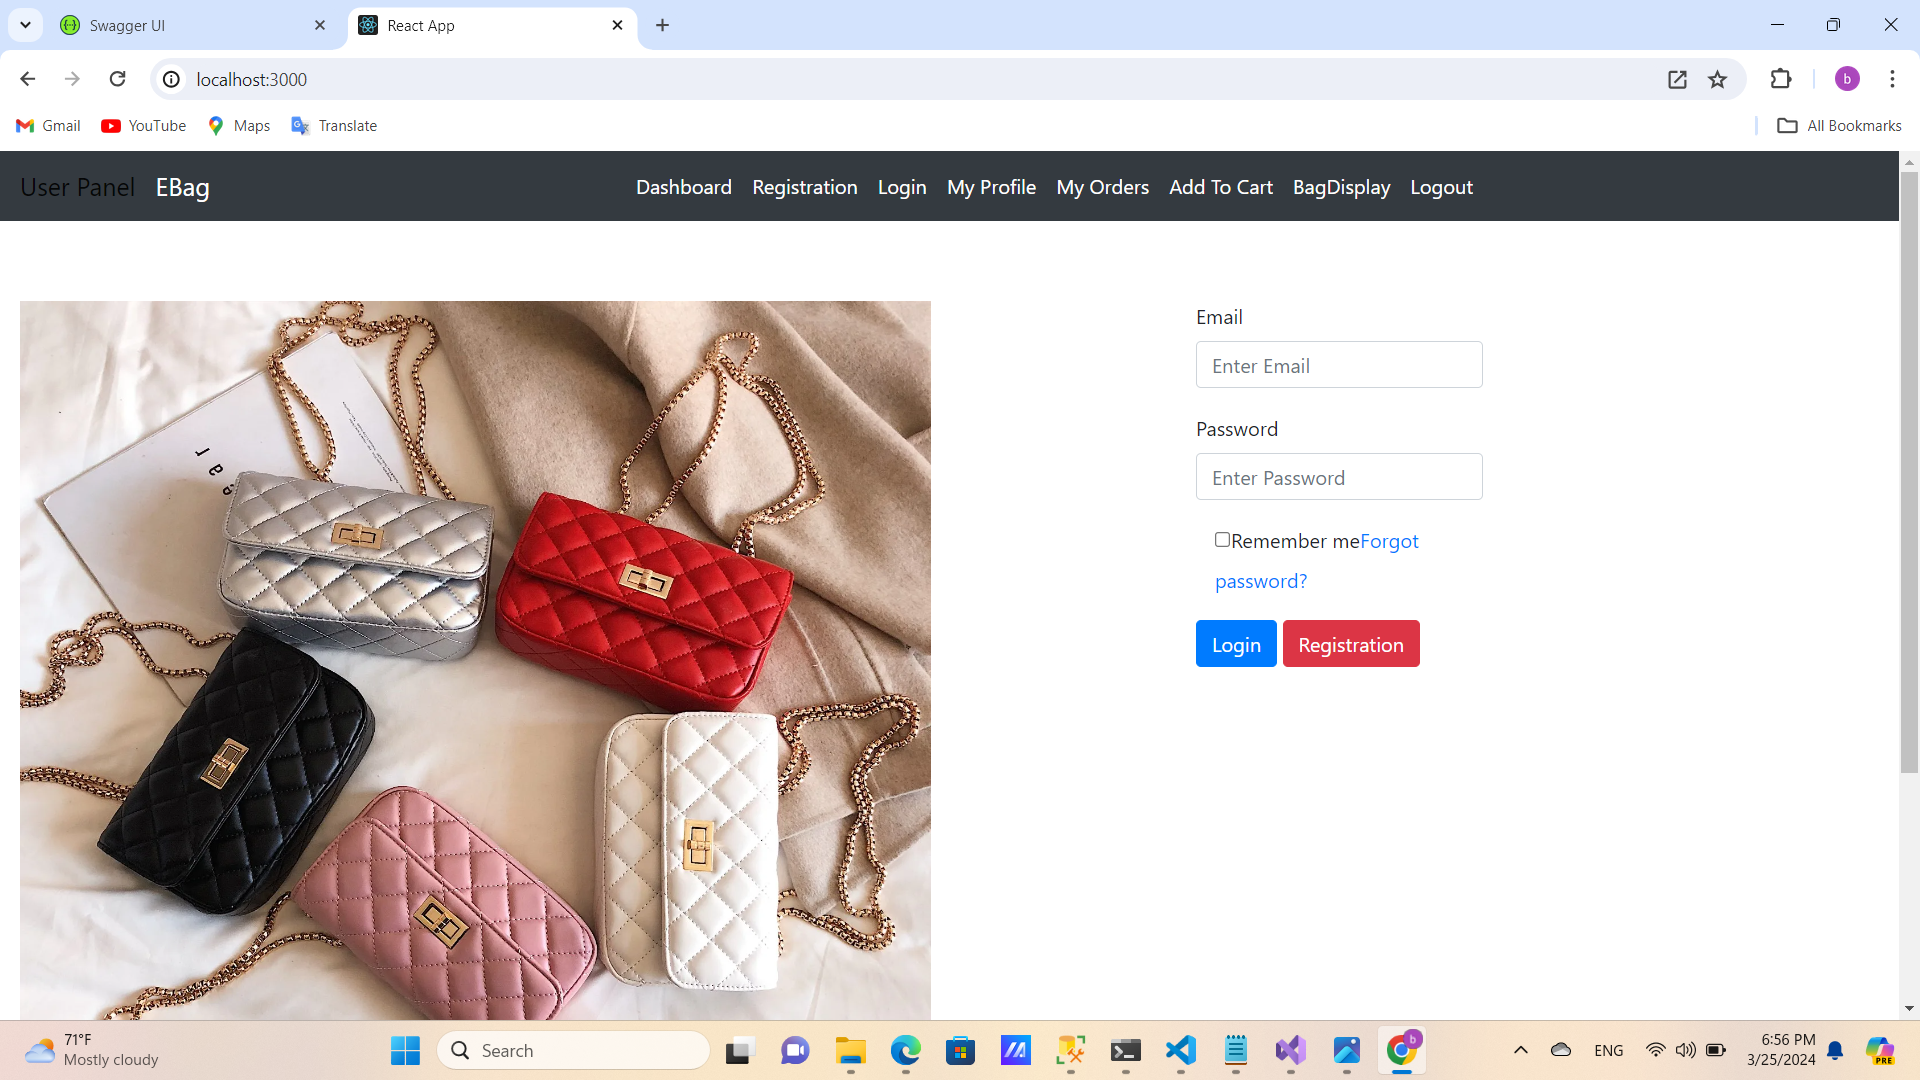 Swagger UI
React App
localhost:3000
b
Gmail YouTube Maps Translate All Bookmarks
User Panel EBag Dashboard Registration Login My Profile My Orders Add To Cart BagDisplay Logout
Email
Enter Email
Password
Enter Password
Remember meForgot
password?
Login Registration
71°F
Mostly cloudy
Search
b
ENG
6:56 PM
3/25/2024
PRE